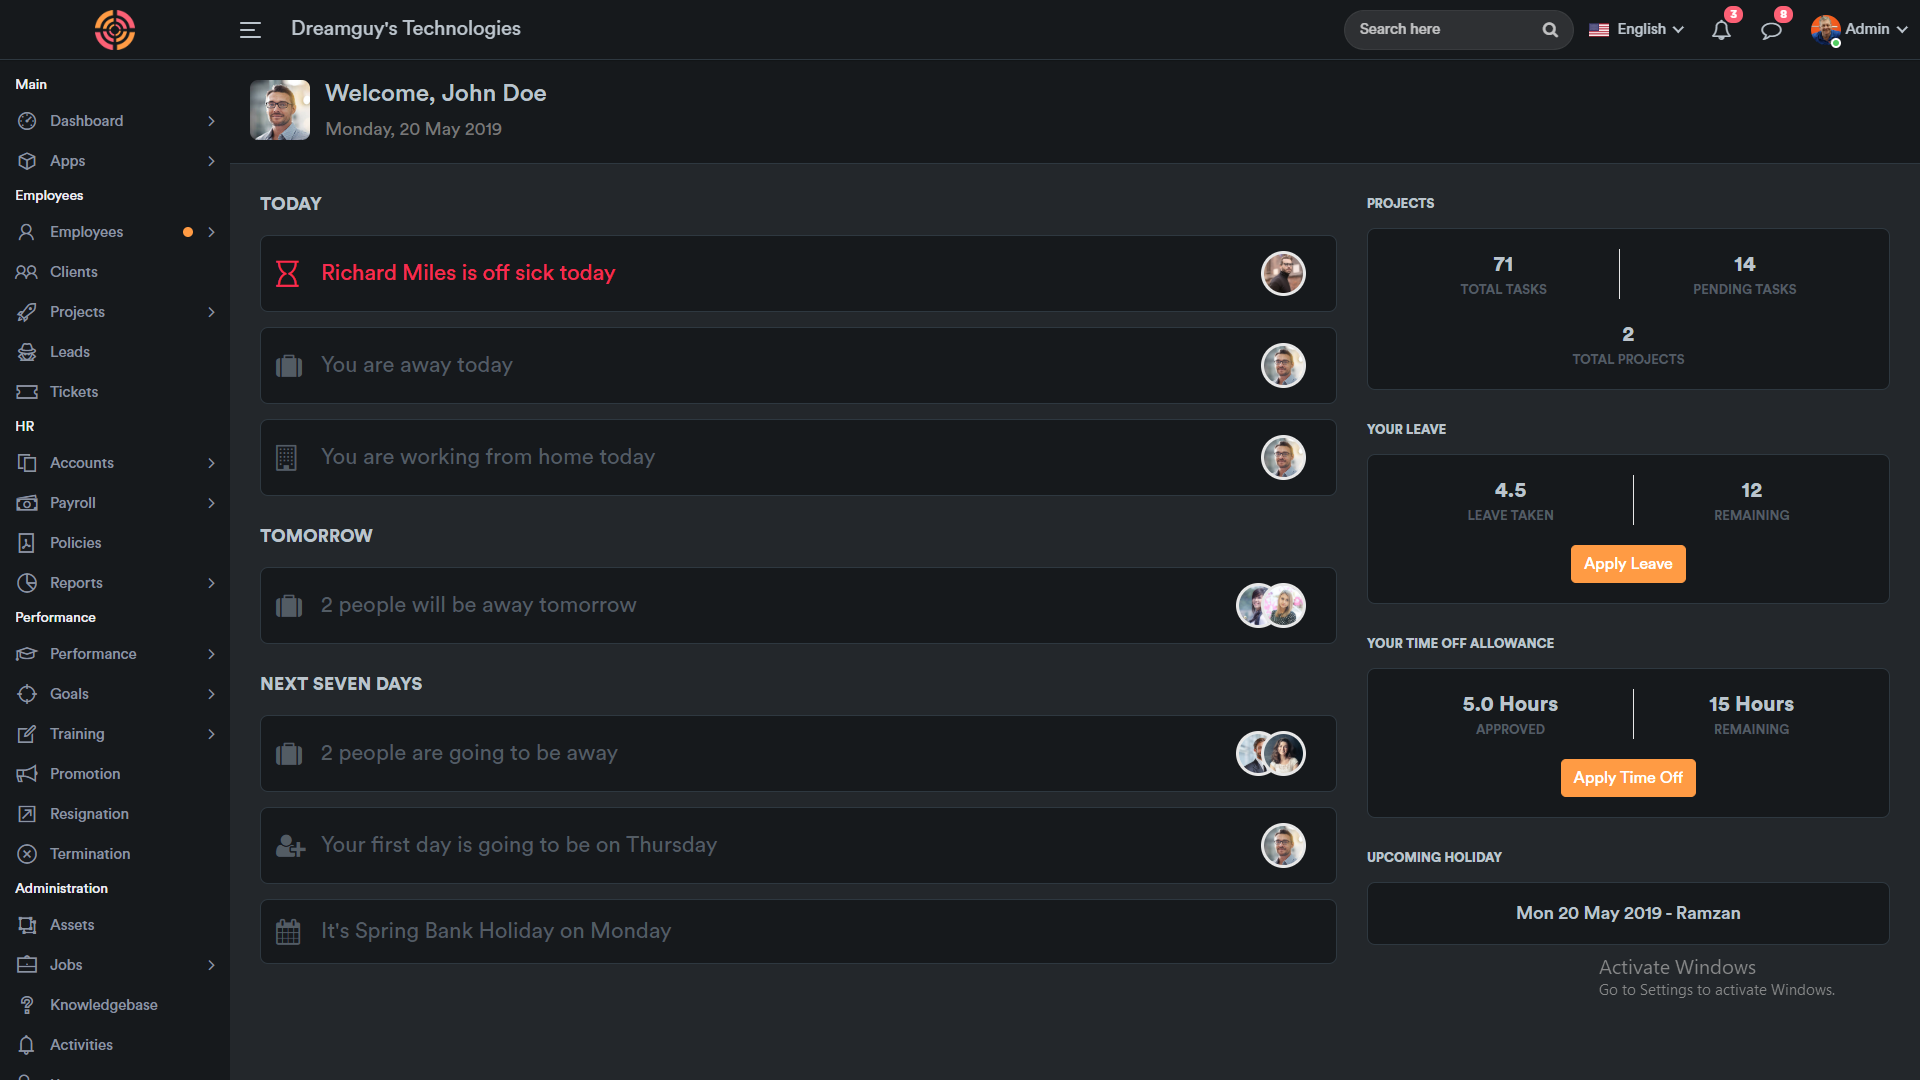 Dreamguy's Technologies
Search here
English
3
8
Admin
Main
Dashboard
Apps
Employees
Employees
Clients
Projects
Leads
Tickets
HR
Accounts
Payroll
Policies
Reports
Performance
Performance
Goals
Training
Promotion
Resignation
Termination
Administration
Assets
Jobs
Knowledgebase
Activities
Welcome, John Doe
Monday, 20 May 2019
TODAY
Richard Miles is off sick today
You are away today
You are working from home today
TOMORROW
2 people will be away tomorrow
NEXT SEVEN DAYS
2 people are going to be away
Your first day is going to be on Thursday
It's Spring Bank Holiday on Monday
PROJECTS
71
TOTAL TASKS
14
PENDING TASKS
2
TOTAL PROJECTS
YOUR LEAVE
4.5
LEAVE TAKEN
12
REMAINING
Apply Leave
YOUR TIME OFF ALLOWANCE
5.0 Hours
APPROVED
15 Hours
REMAINING
Apply Time Off
UPCOMING HOLIDAY
Mon 20 May 2019 - Ramzan
Activate Windows
Go to Settings to activate Windows.